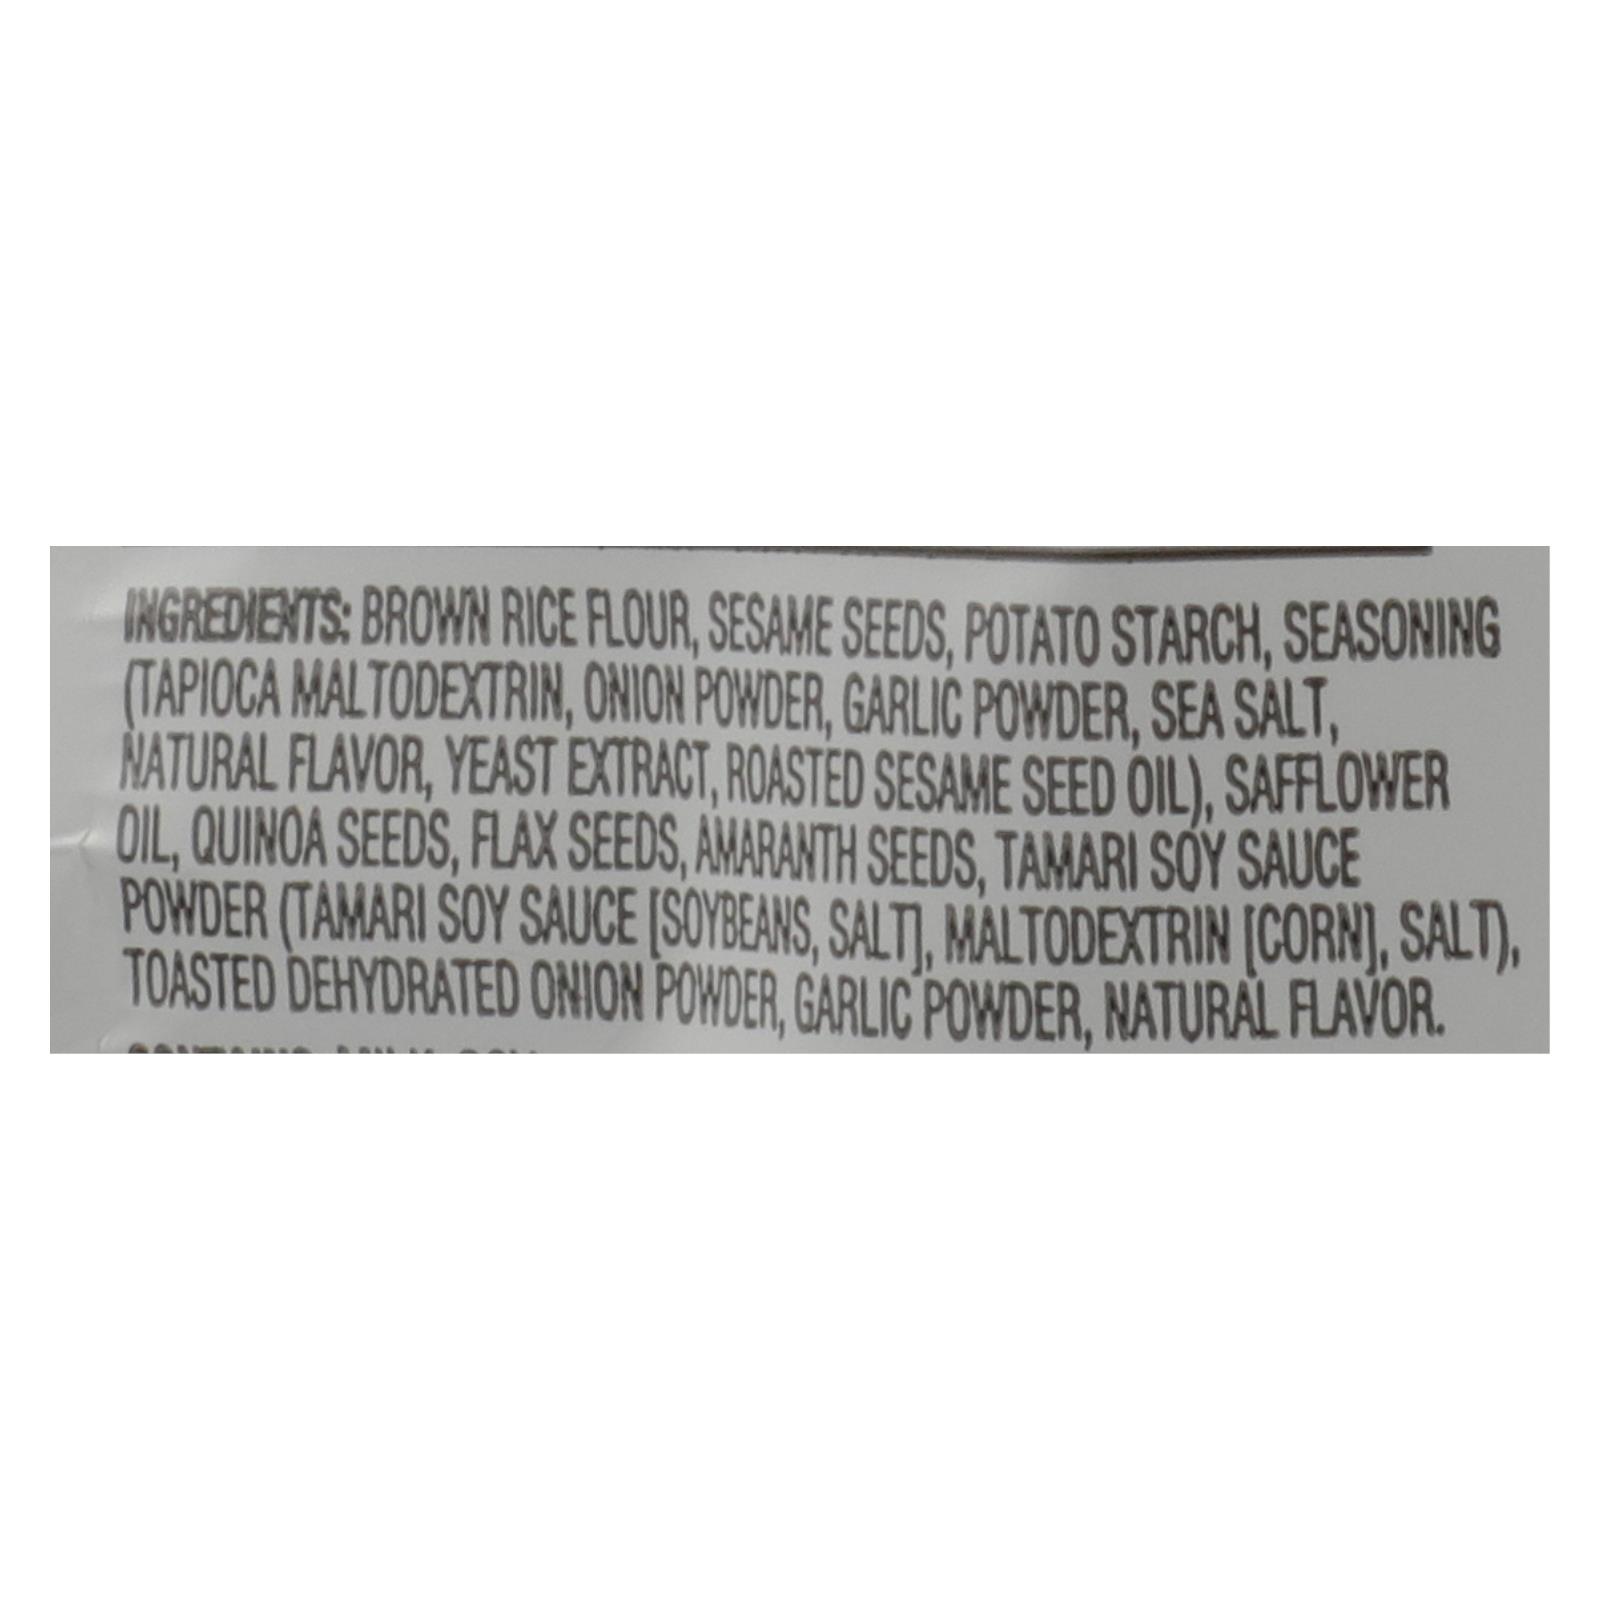 INGREDIENTS: BROWN RICE FLOUR, SESAME SEEDS, POTATO STARCH, SEASONING
(TAPIOCA MALTODEXTRIN, ONION POWDER, GARLIC POWDER, SEA SALT,
NATURAL FLAVOR, YEAST EXTRACT, ROASTED SESAME SEED OIL), SAFFLOWER
OIL, QUINOA SEEDS, FLAX SEEDS, AMARANTH SEEDS, TAMARI SOY SAUCE
POWDER (TAMARI SOY SAUCE [SOYBEANS, SALT], MALTODEXTRIN [CORN], SALT),
TOASTED DEHYDRATED ONION POWDER, GARLIC POWDER, NATURAL FLAVOR.